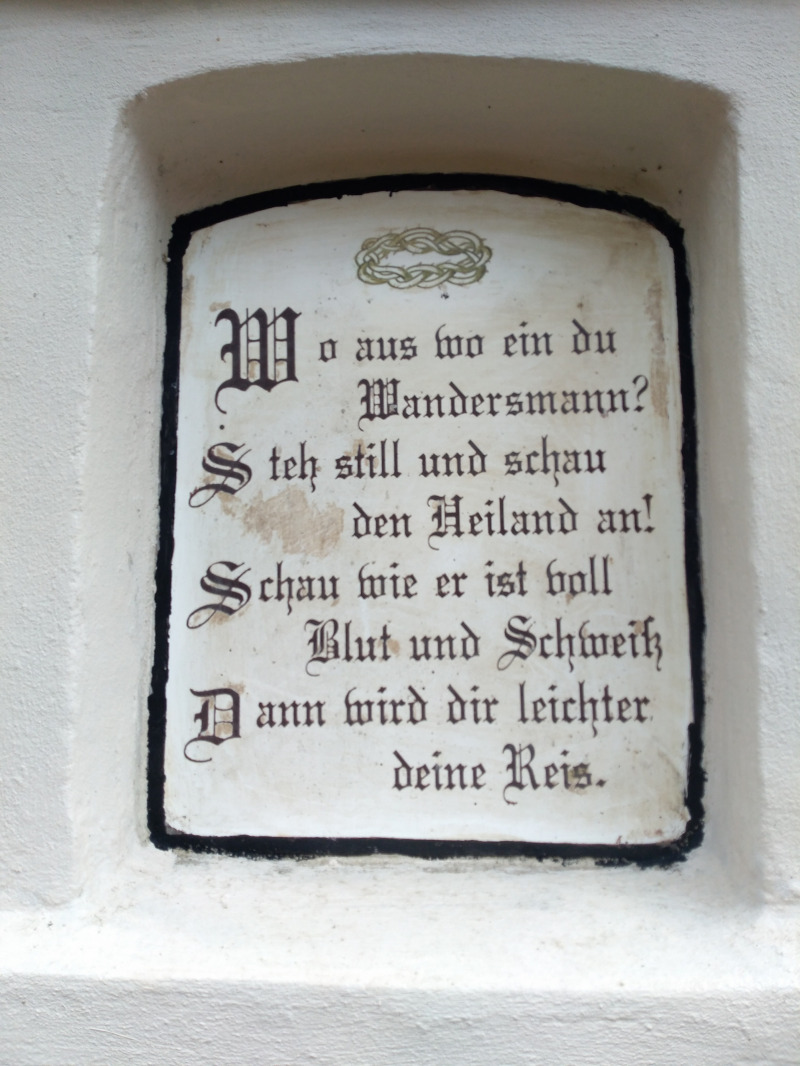 Wo aus wo ein du
Wandersmann?
Steh still und schau
den Heiland an!
Schau wie er ist voll
Blut und Schweiß
Dann wird dir leichter
deine Reis.